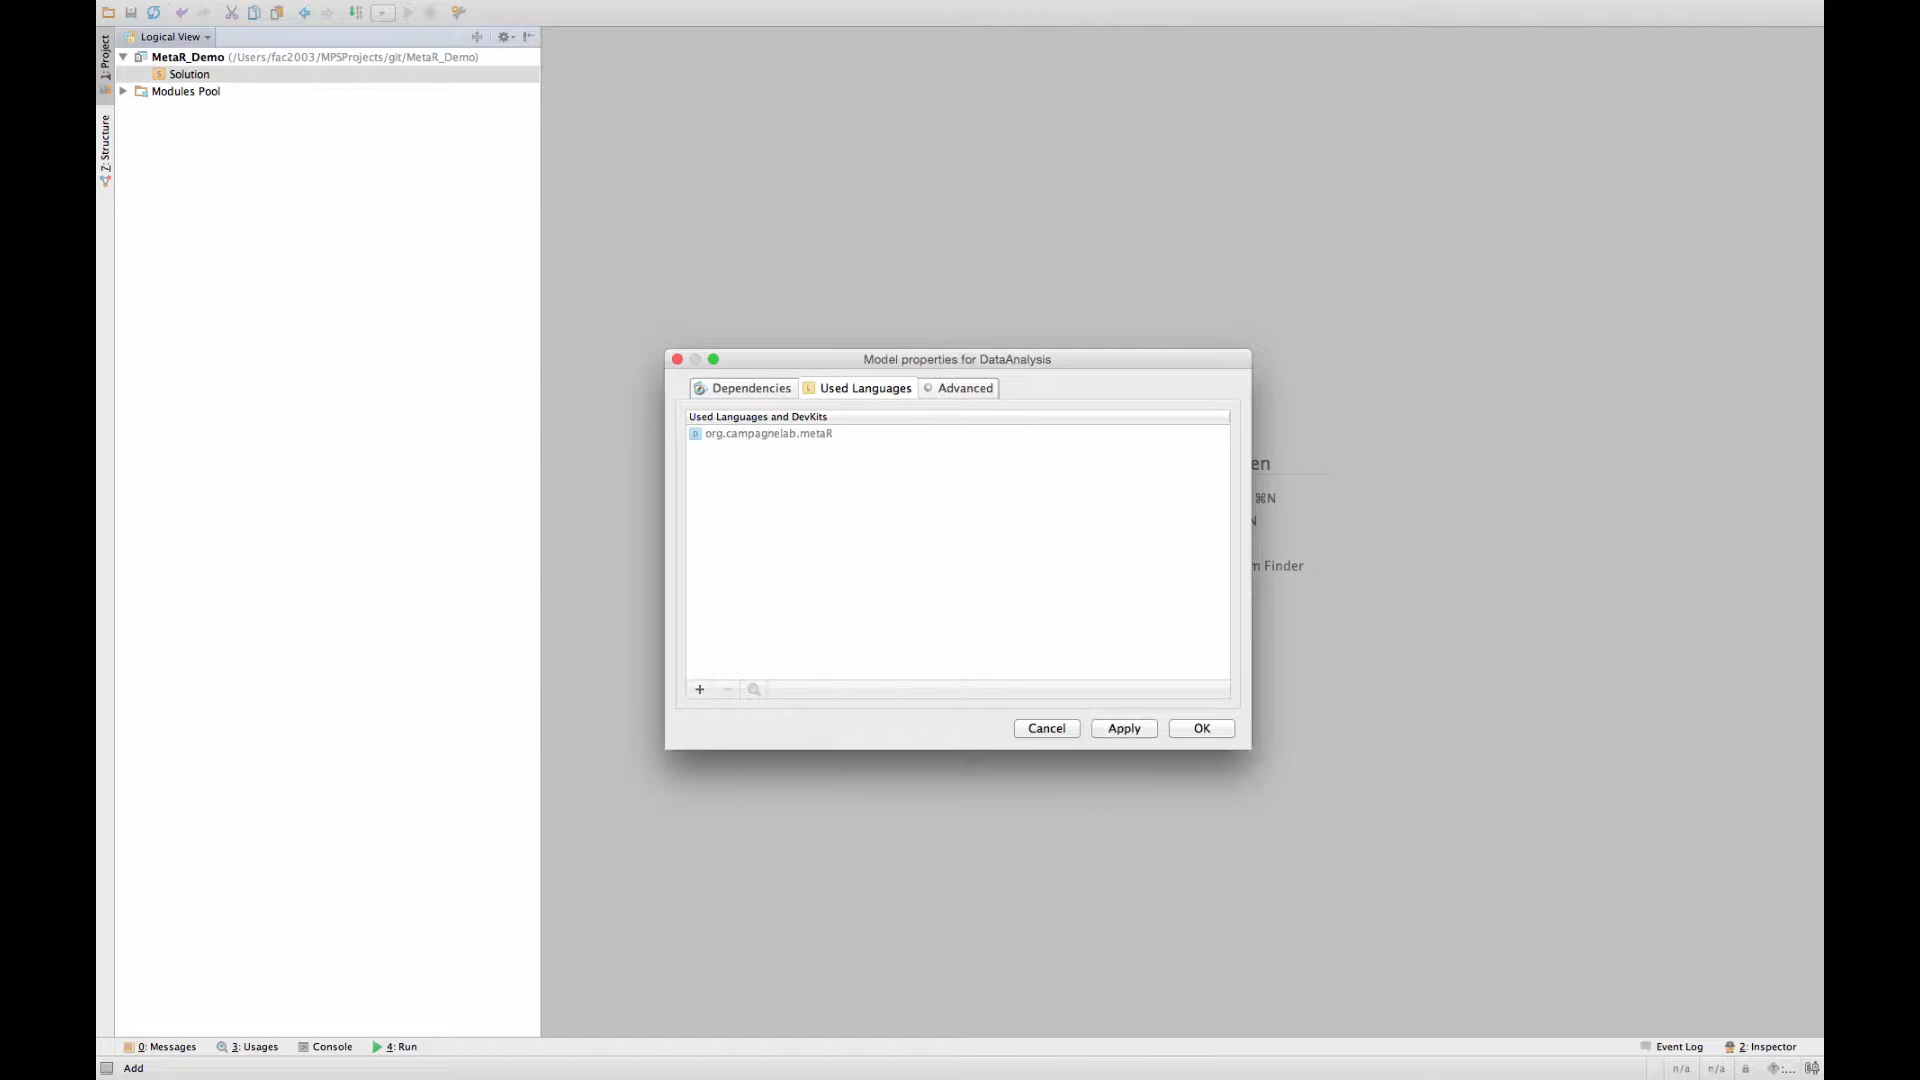 Logical View
MetaR_Demo (/Users/fac2003/MPSProjects/git/MetaR_Demo)
Solution
Modules Pool
1: Project
7: Structure
Model properties for DataAnalysis
Dependencies
Used Languages
Advanced
Used Languages and DevKits
org.campagnelab.metaR
en
⌘N
N
m Finder
Cancel
Apply
OK
0: Messages
3: Usages
Console
4: Run
Event Log
2: Inspector
Add
n/a
n/a
T:...